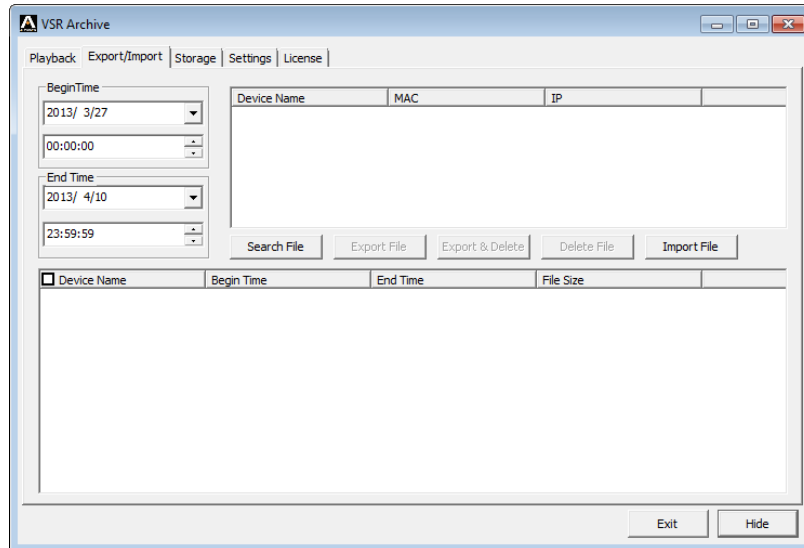 VSR Archive
Playback Export/Import Storage Settings License
BeginTime
2013/ 3/27
00:00:00
End Time
2013/ 4/10
23:59:59
Device Name MAC IP
Search File Export File Export & Delete Delete File Import File
Device Name Begin Time End Time File Size
Exit Hide